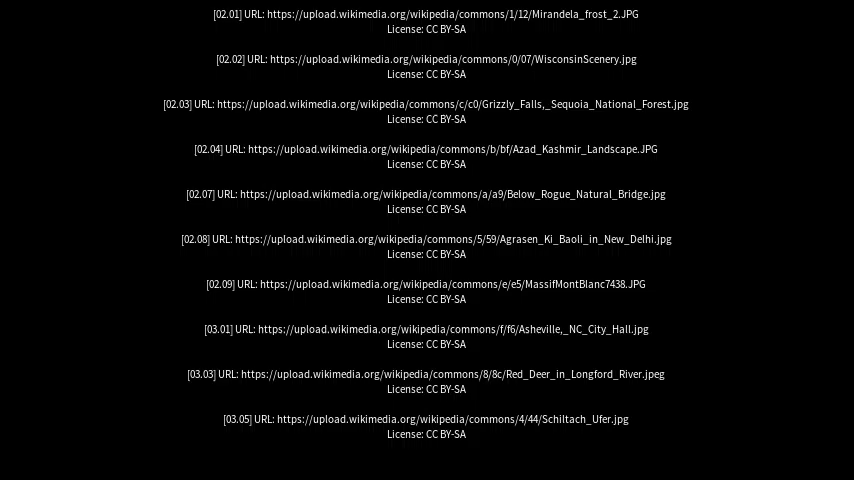 [02.01] URL: https://upload.wikimedia.org/wikipedia/commons/1/12/Mirandela_frost_2.JPG
License: CC BY-SA
[02.02] URL: https://upload.wikimedia.org/wikipedia/commons/0/07/WisconsinScenery.jpg
License: CC BY-SA
[02.03] URL: https://upload.wikimedia.org/wikipedia/commons/c/c0/Grizzly_Falls,_Sequoia_National_Forest.jpg
License: CC BY-SA
[02.04] URL: https://upload.wikimedia.org/wikipedia/commons/b/bf/Azad_Kashmir_Landscape.JPG
License: CC BY-SA
[02.07] URL: https://upload.wikimedia.org/wikipedia/commons/a/a9/Below_Rogue_Natural_Bridge.jpg
License: CC BY-SA
[02.08] URL: https://upload.wikimedia.org/wikipedia/commons/5/59/Agrasen_Ki_Baoli_in_New_Delhi.jpg
License: CC BY-SA
[02.09] URL: https://upload.wikimedia.org/wikipedia/commons/e/e5/MassifMontBlanc7438.JPG
License: CC BY-SA
[03.01] URL: https://upload.wikimedia.org/wikipedia/commons/f/f6/Asheville,_NC_City_Hall.jpg
License: CC BY-SA
[03.03] URL: https://upload.wikimedia.org/wikipedia/commons/8/8c/Red_Deer_in_Longford_River.jpeg
License: CC BY-SA
[03.05] URL: https://upload.wikimedia.org/wikipedia/commons/4/44/Schiltach_Ufer.jpg
License: CC BY-SA